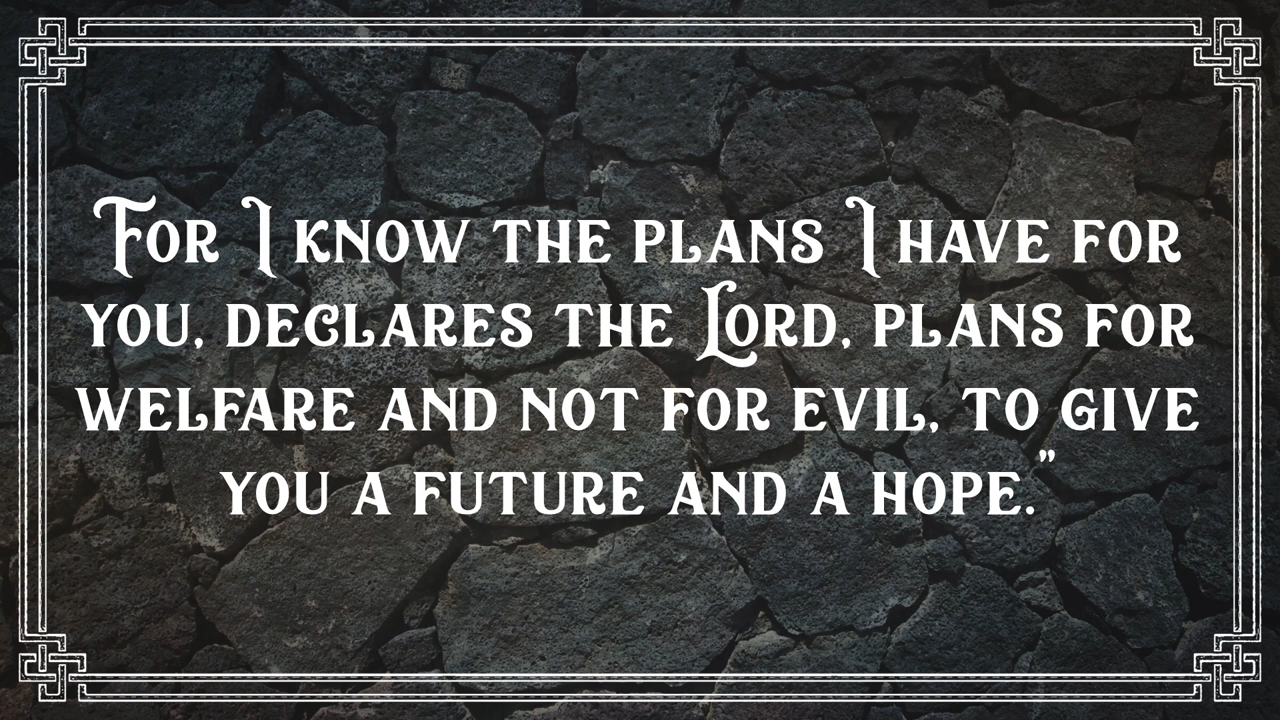 For I know the plans I have for
you, declares the Lord, plans for
welfare and not for evil, to give
you a future and a hope.”